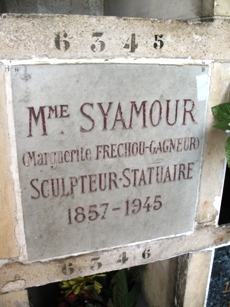 6345
Mme SYAMOUR
(Marguerite FRECHOU-GAGNEUR)
SCULPTEUR-STATUAIRE
1857-1945
6346